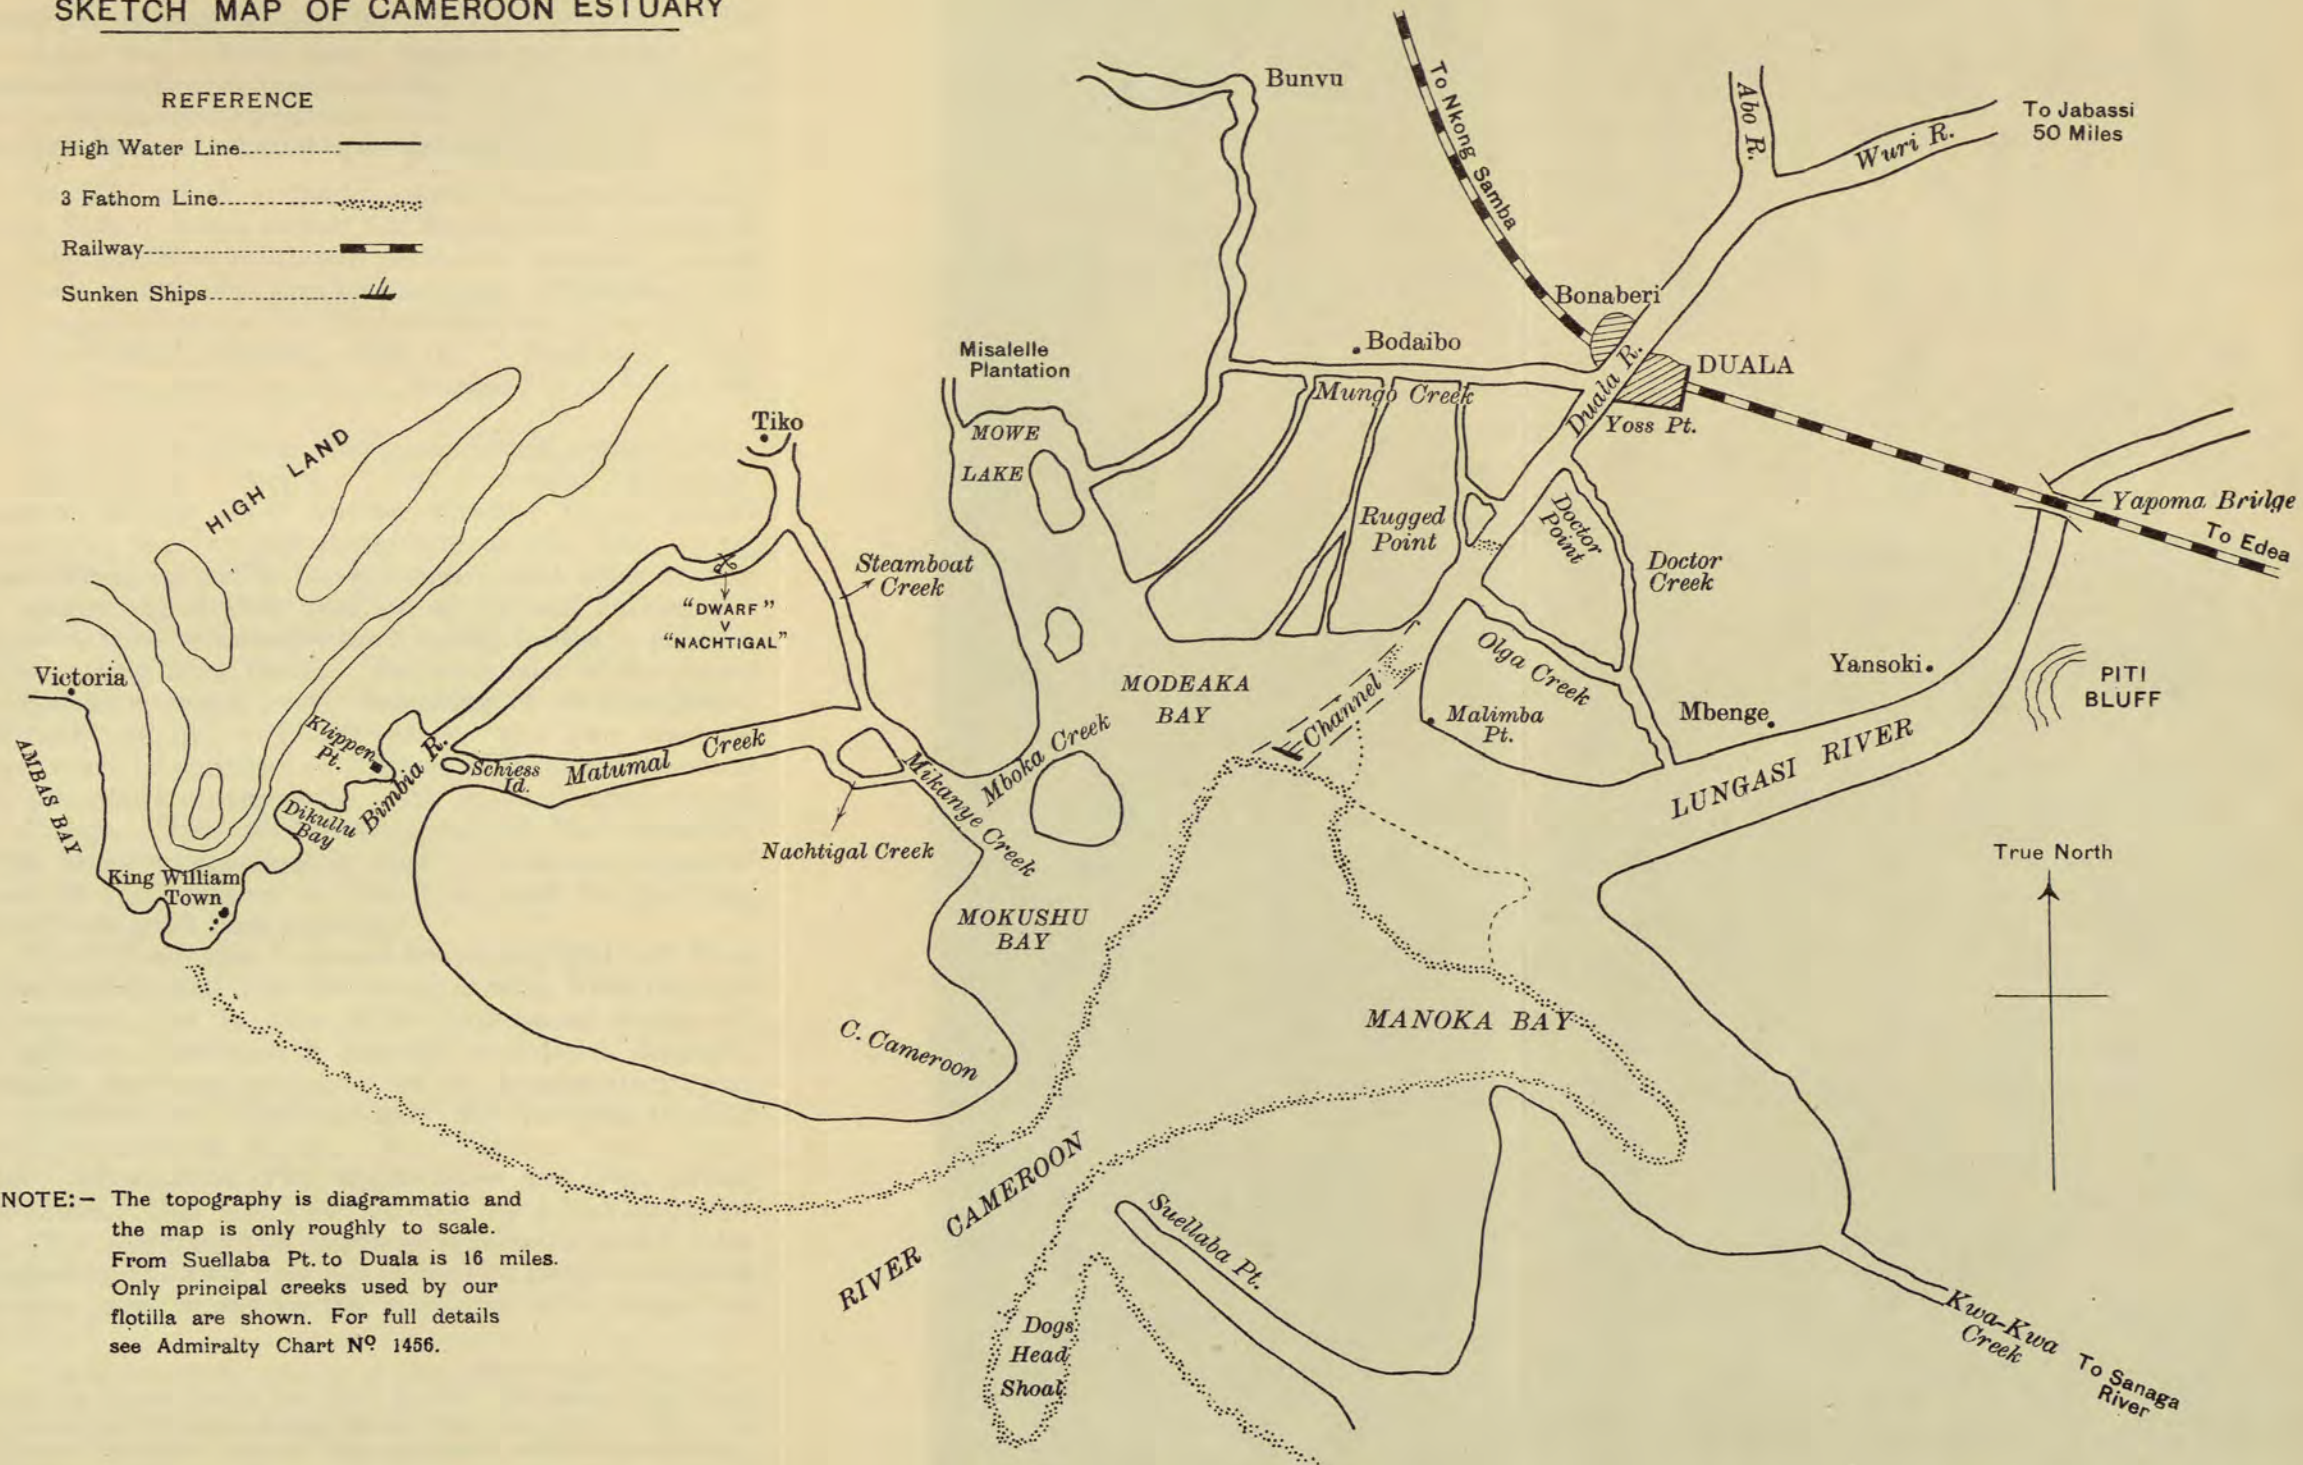 SKETCH MAP OF CAMEROON ESTUARY
REFERENCE
High Water Line
3 Fathom Line
Railway
Sunken Ships
Bunvu
To Nkong Samba
Abo R.
Wuri R.
To Jabassi
50 Miles
Bonaberi
Misalelle
Plantation
Bodaibo
Duala R.
DUALA
Mungo Creek
Yoss Pt.
Tiko
MOWE
LAKE
HIGH LAND
Yapoma Bridge
To Edea
Rugged
Point
Doctor
Point
Doctor
Creek
Steamboat
Creek
"DWARF"
V
"NACHTIGAL"
Victoria
AMBAS BAY
Klippen
Pt.
Bimbia R.
Schiess
Id.
Matumal Creek
Dikullu
Bay
King William
Town
Nachtigal Creek
Mikanye Creek
Mboka Creek
MODEAKA
BAY
Channel
Olga Creek
Malimba
Pt.
Mbenge
Yansoki
PITI
BLUFF
LUNGASI RIVER
True North
MOKUSHU
BAY
C. Cameroon
MANOKA BAY
RIVER CAMEROON
Suellaba Pt.
Dogs
Head
Shoal
Kwa-Kwa
Creek
To Sanaga
River
NOTE:- The topography is diagrammatic and
the map is only roughly to scale.
From Suellaba Pt. to Duala is 16 miles.
Only principal creeks used by our
flotilla are shown. For full details
see Admiralty Chart Nº 1456.